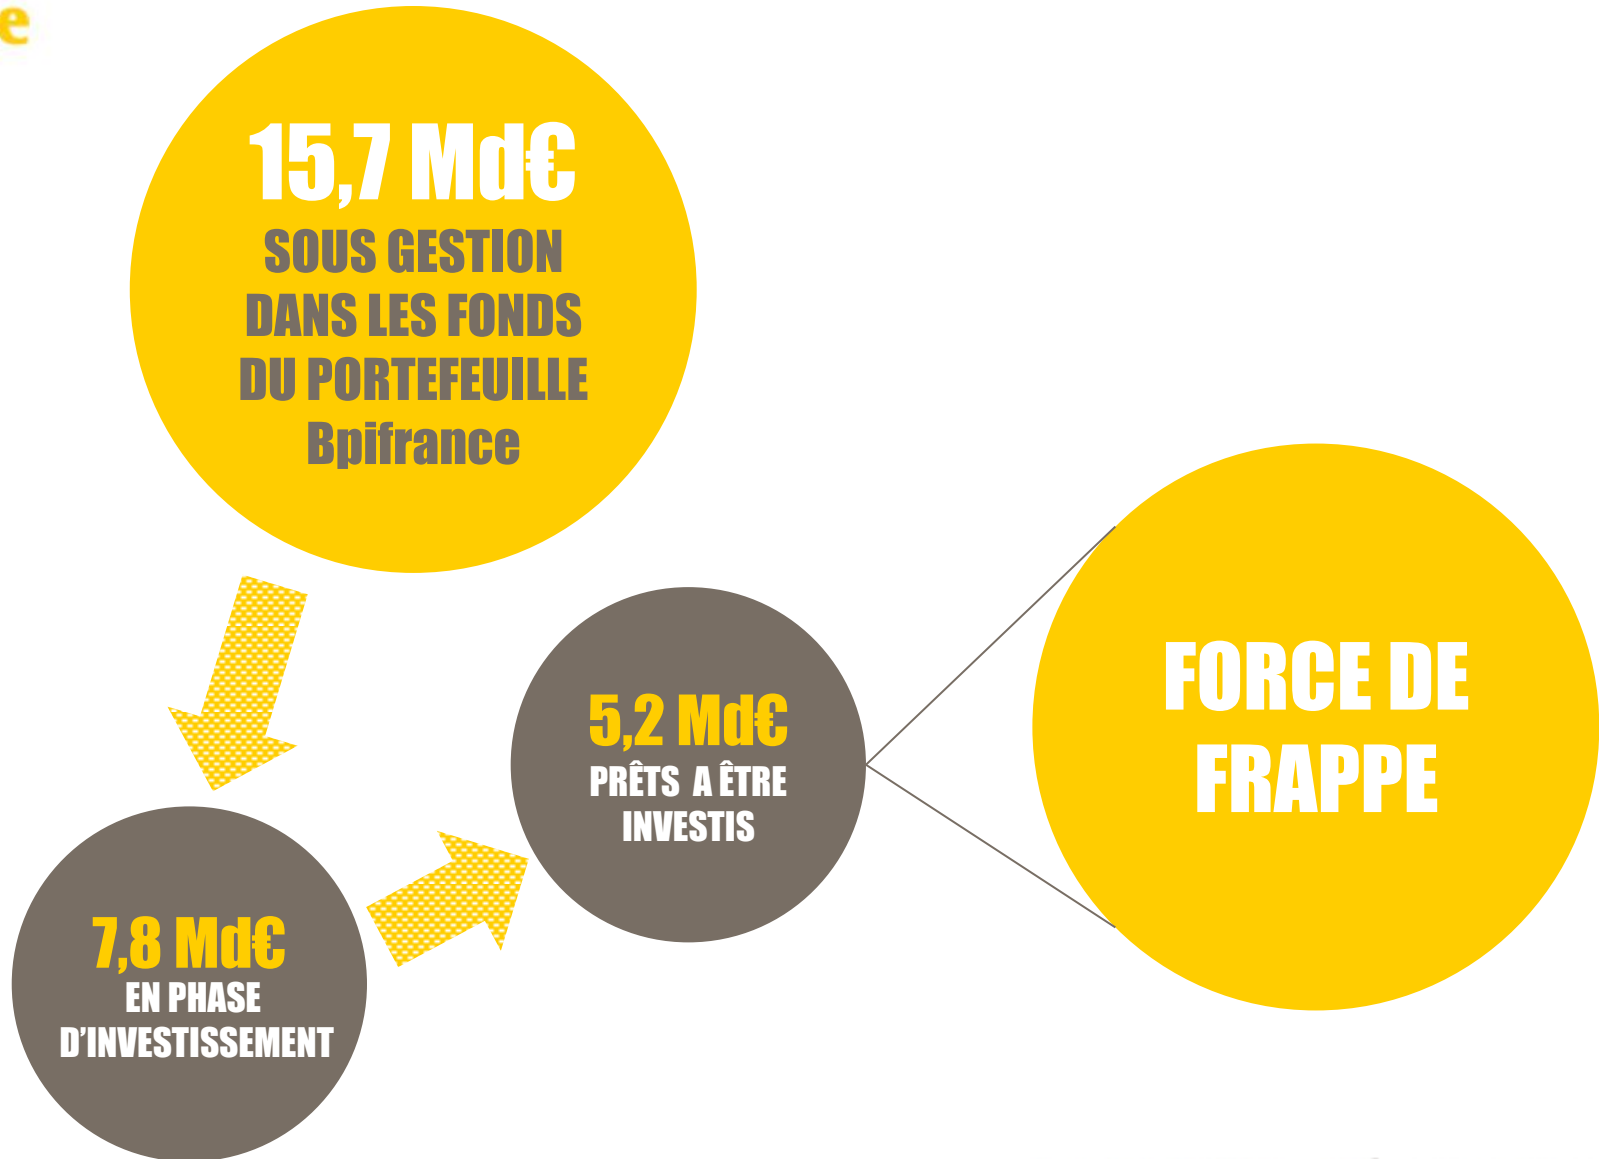 e
15,7 Md€
SOUS GESTION
DANS LES FONDS
DU PORTEFEUILLE
Bpifrance
5,2 Md€
PRÊTS A ÊTRE
INVESTIS
FORCE DE
FRAPPE
7,8 Md€
EN PHASE
D’INVESTISSEMENT